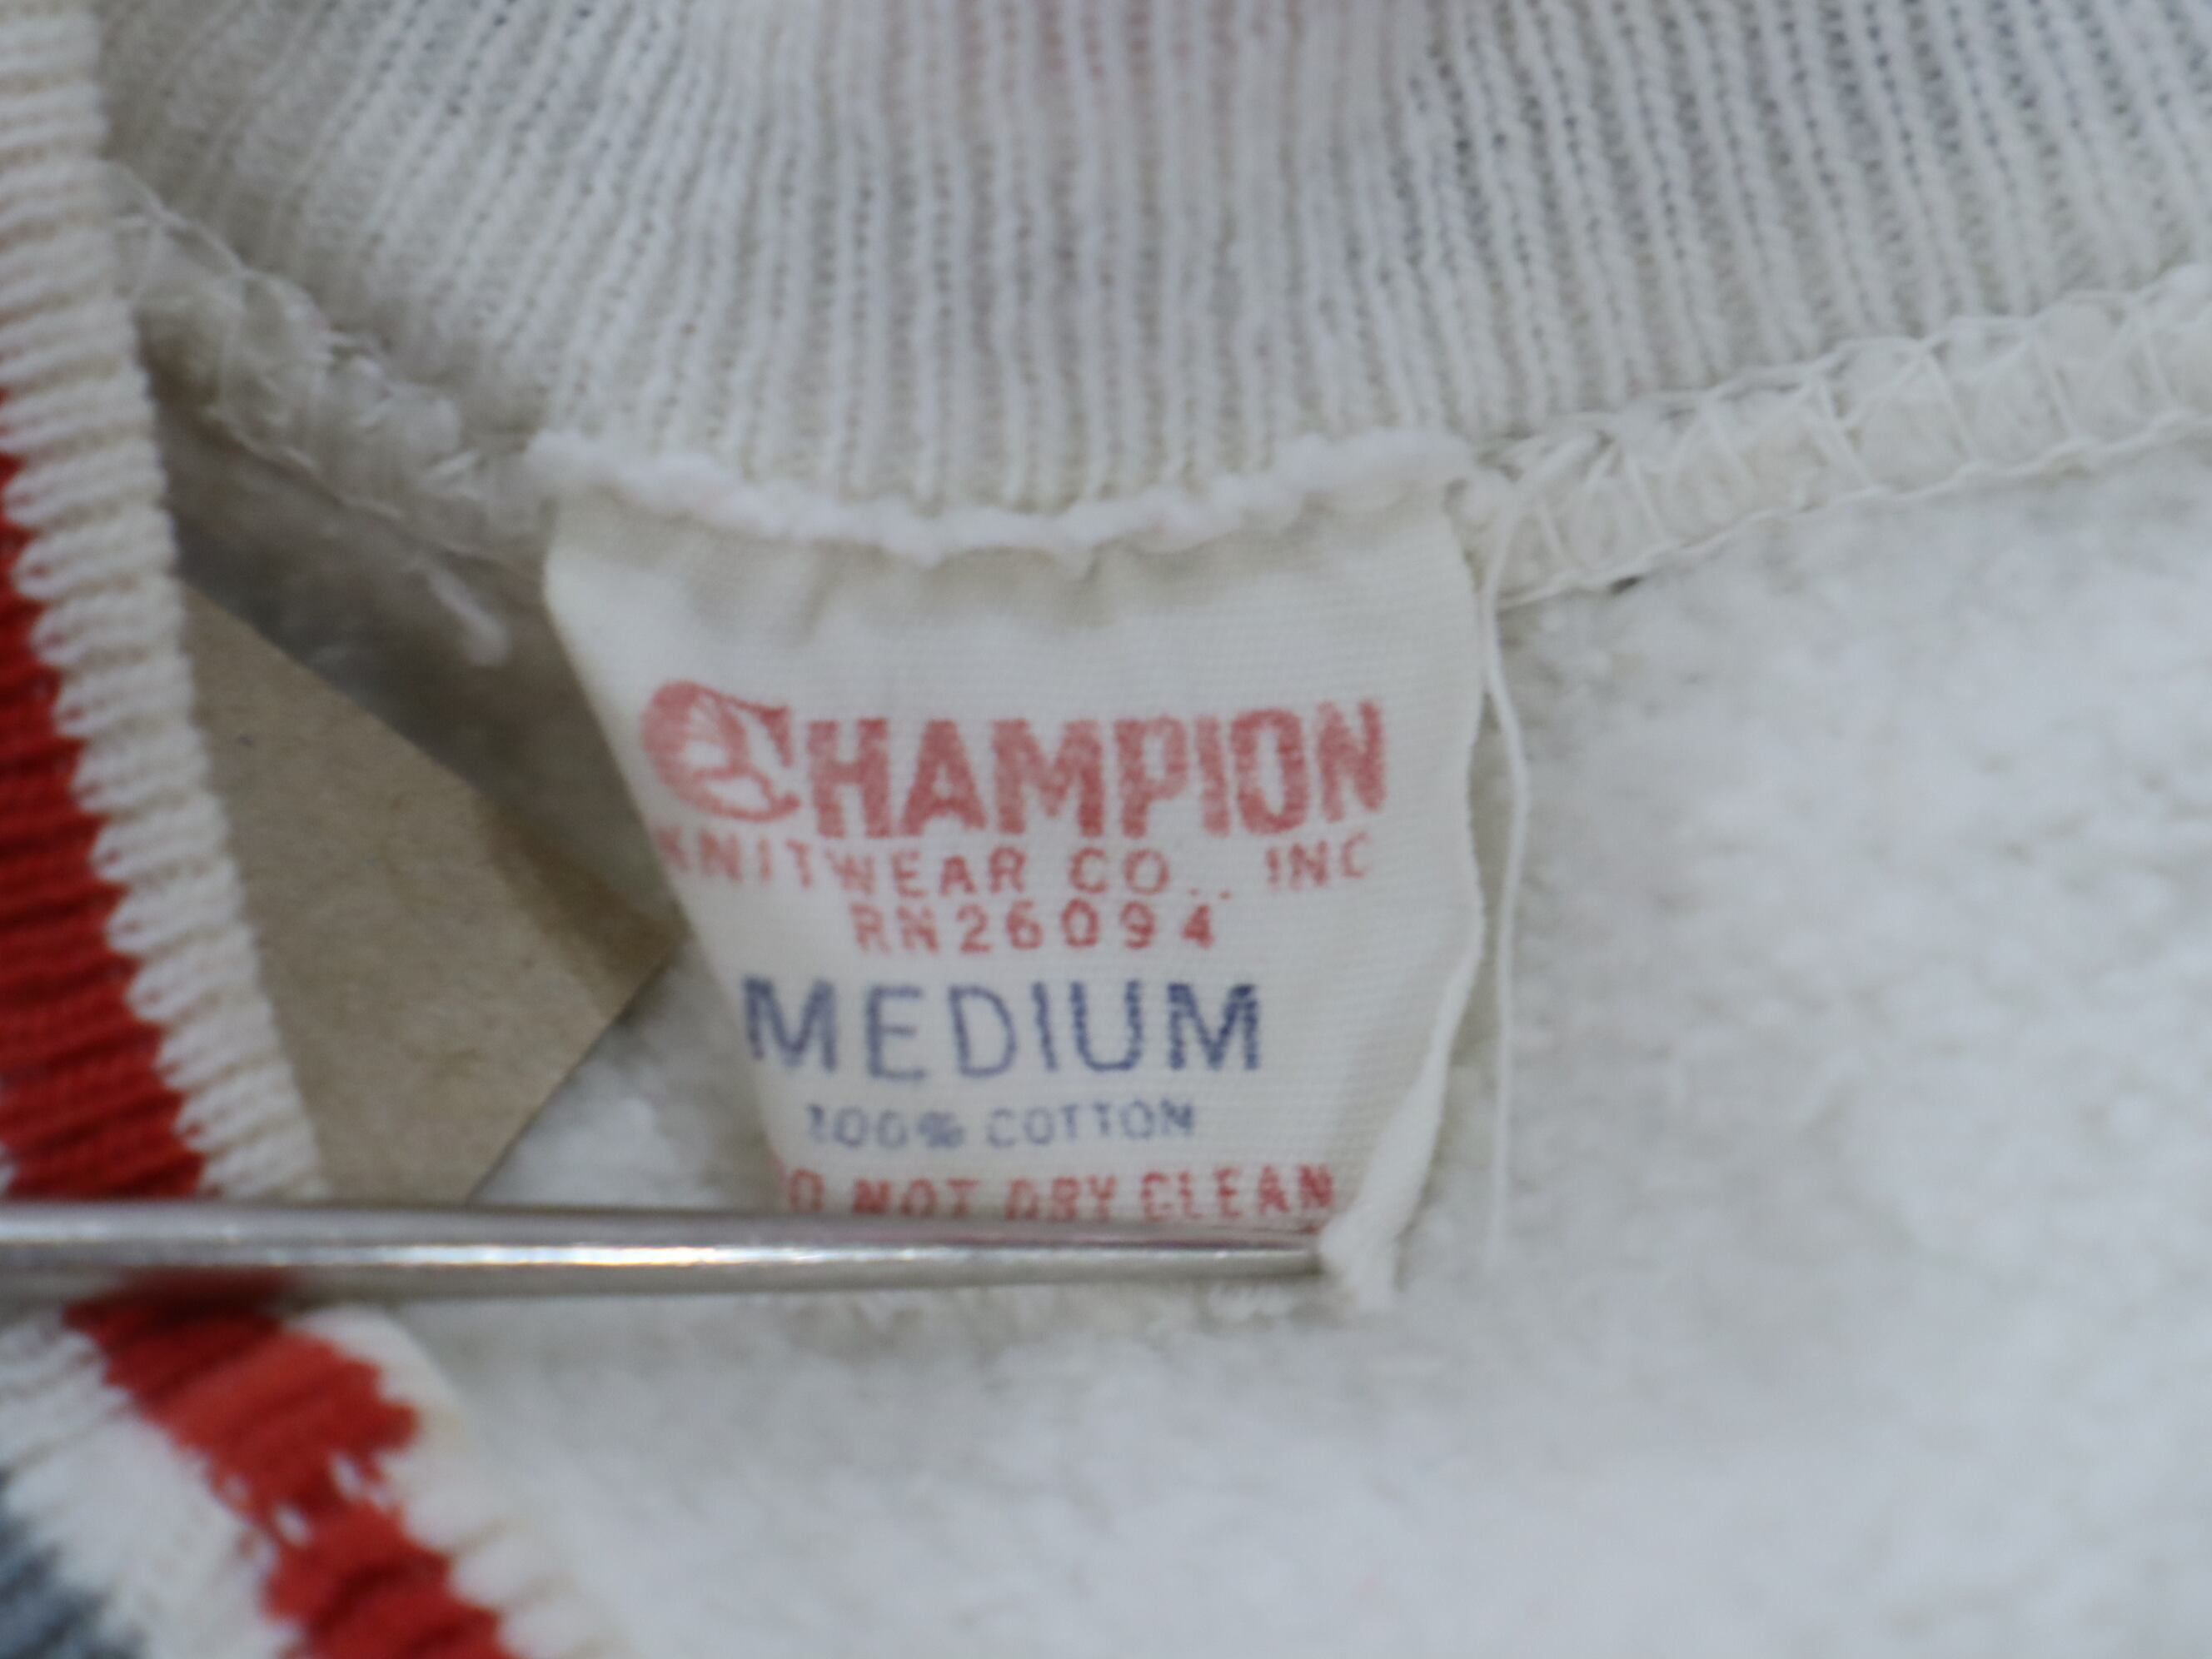 CHAMPION
KNITWEAR CO., INC
RN26094
MEDIUM
100% COTTON
DO NOT DRY CLEAN